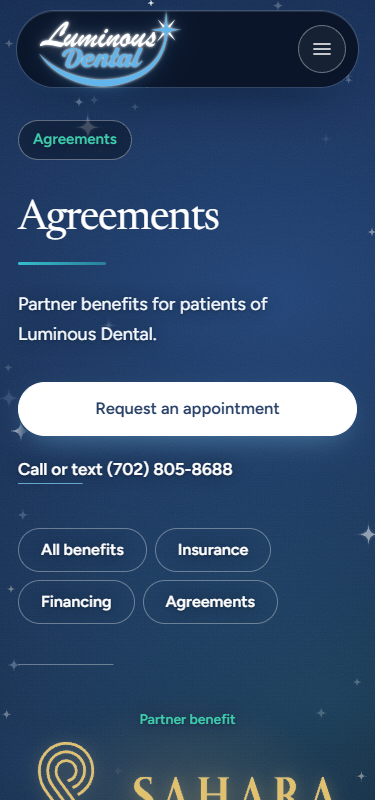 Luminous
Dental
Agreements
Agreements
Partner benefits for patients of
Luminous Dental.
Request an appointment
Call or text (702) 805-8688
All benefits
Insurance
Financing
Agreements
Partner benefit
SAHARA